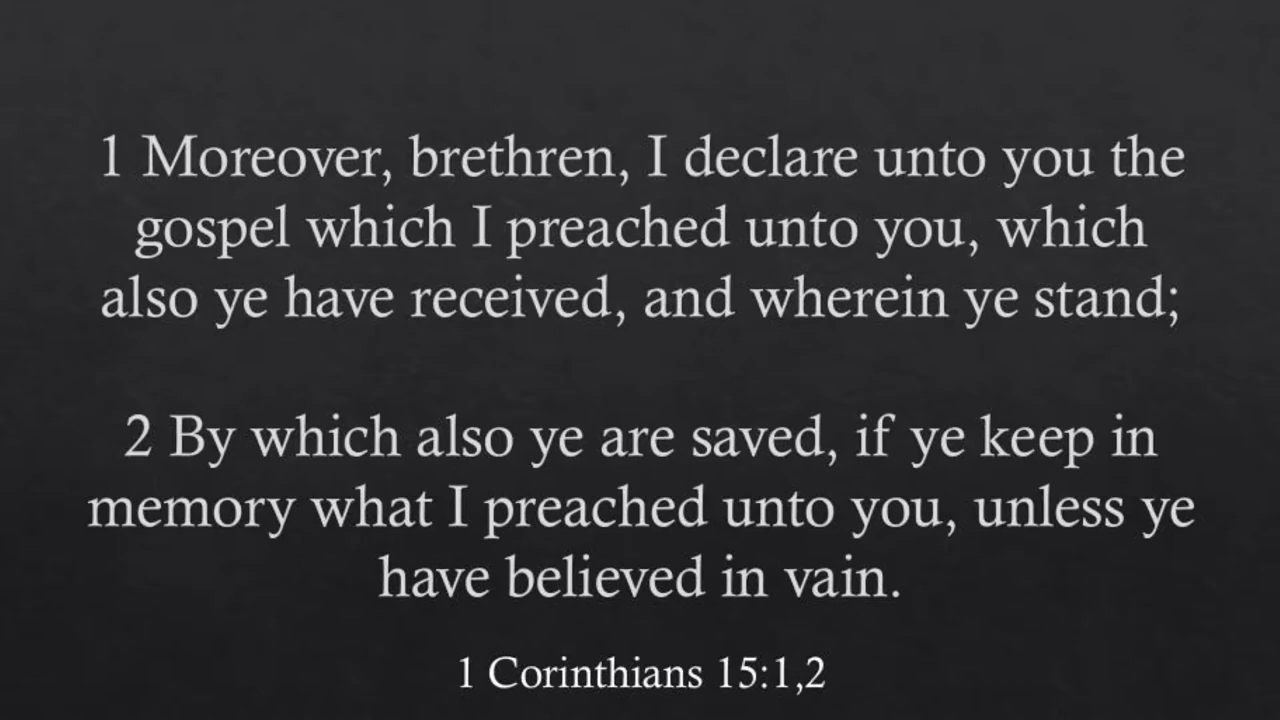 1 Moreover, brethren, I declare unto you the
gospel which I preached unto you, which
also ye have received, and wherein ye stand;
2 By which also ye are saved, if ye keep in
memory what I preached unto you, unless ye
have believed in vain.
1 Corinthians 15:1,2